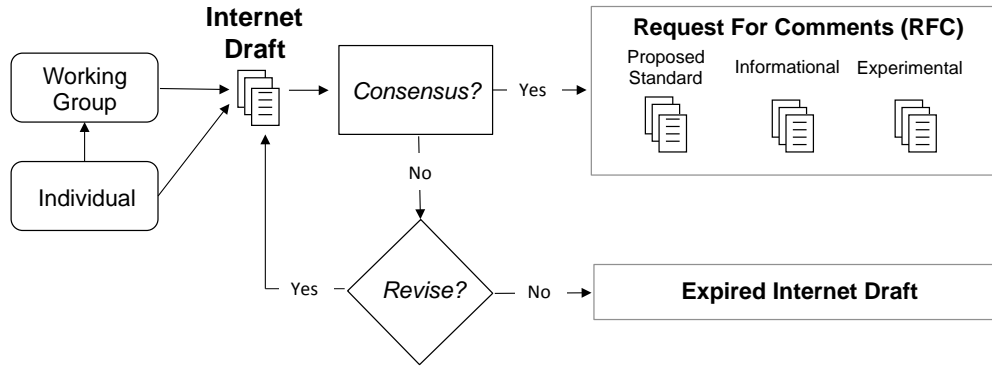 Internet
Draft
Working
Group
Individual
Consensus?
Yes
Request For Comments (RFC)
Proposed
Standard
Informational
Experimental
No
Revise?
Yes
No
Expired Internet Draft